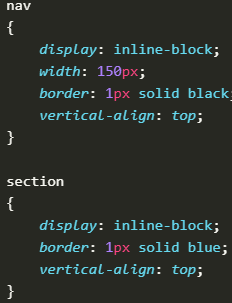 nav
{
display: inline-block;
width: 150px;
border: 1px solid black;
vertical-align: top;
}
section
{
display: inline-block;
border: 1px solid blue;
vertical-align: top;
}